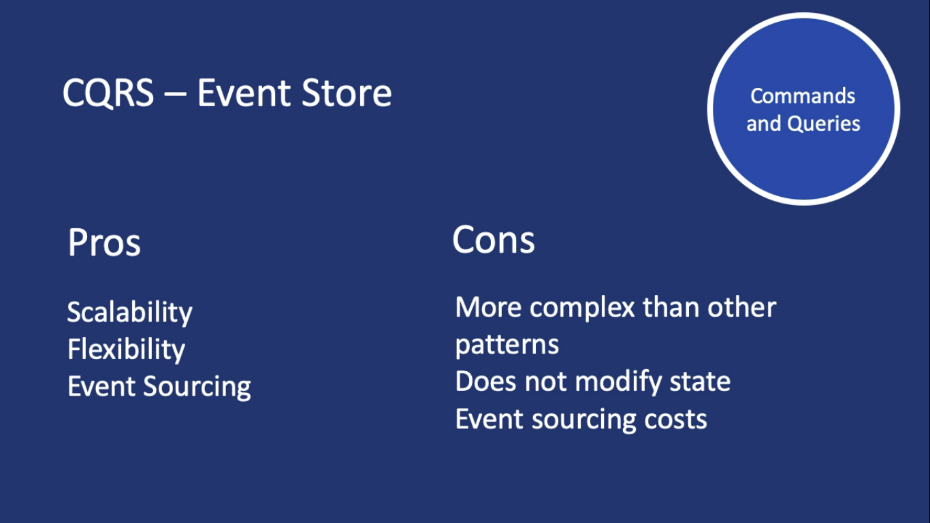 CQRS – Event Store
Commands
and Queries
Pros
Scalability
Flexibility
Event Sourcing
Cons
More complex than other
patterns
Does not modify state
Event sourcing costs